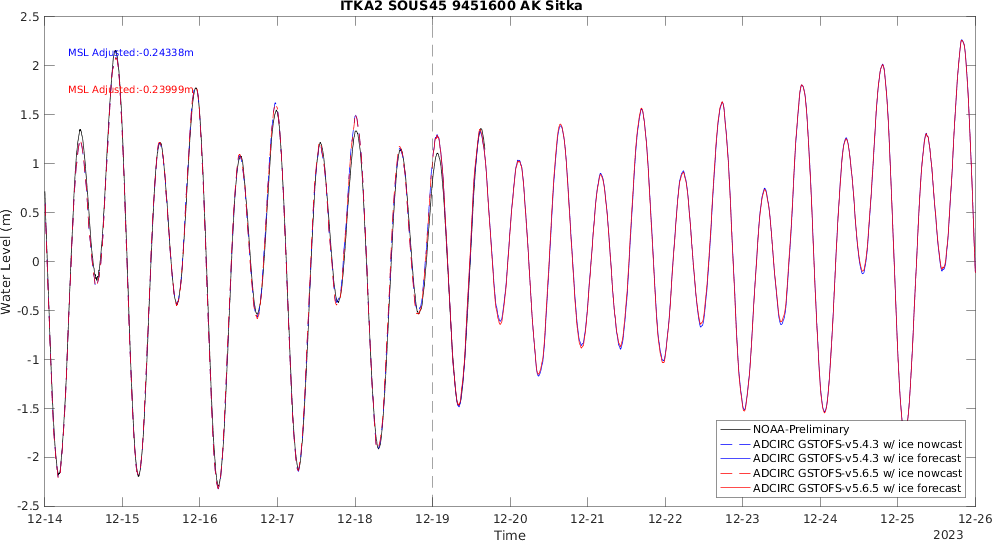 ITKA2 SOUS45 9451600 AK Sitka
MSL Adjusted:-0.24338m
MSL Adjusted:-0.23999m
Water Level (m)
2.5
2
1.5
1
0.5
0
-0.5
-1
-1.5
-2
-2.5
NOAA-Preliminary
ADCIRC GSTOFS-v5.4.3 w/ ice nowcast
ADCIRC GSTOFS-v5.4.3 w/ ice forecast
ADCIRC GSTOFS-v5.6.5 w/ ice nowcast
ADCIRC GSTOFS-v5.6.5 w/ ice forecast
12-14 12-15 12-16 12-17 12-18 12-19 12-20 12-21 12-22 12-23 12-24 12-25 12-26
Time
2023